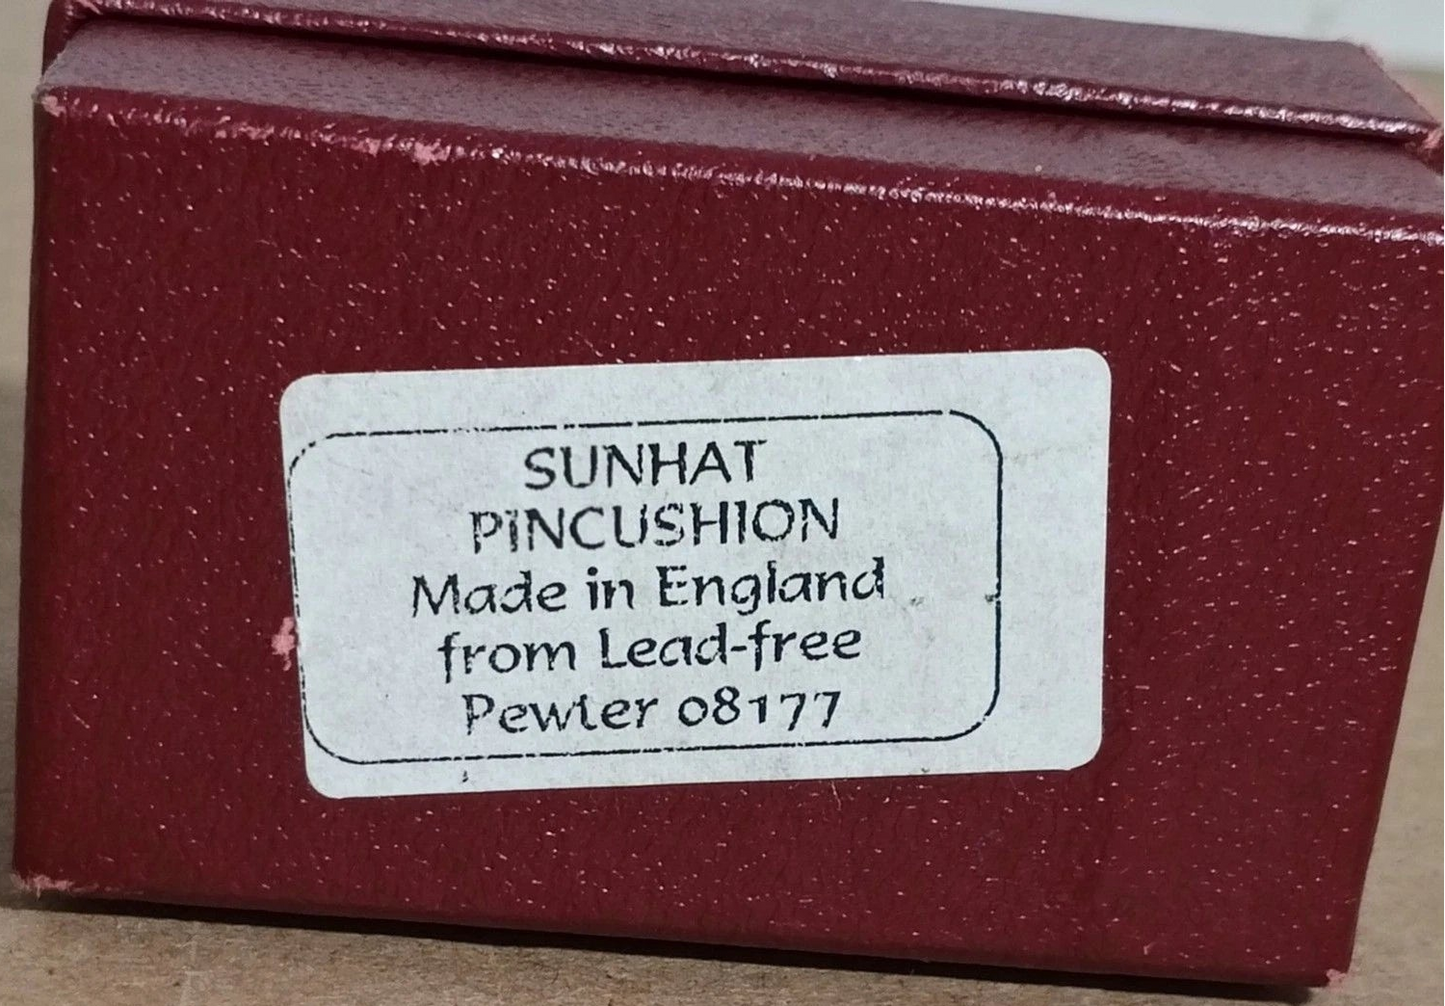 SUNHAT
PINCUSHION
Made in England
from Lead-free
Pewter 08177